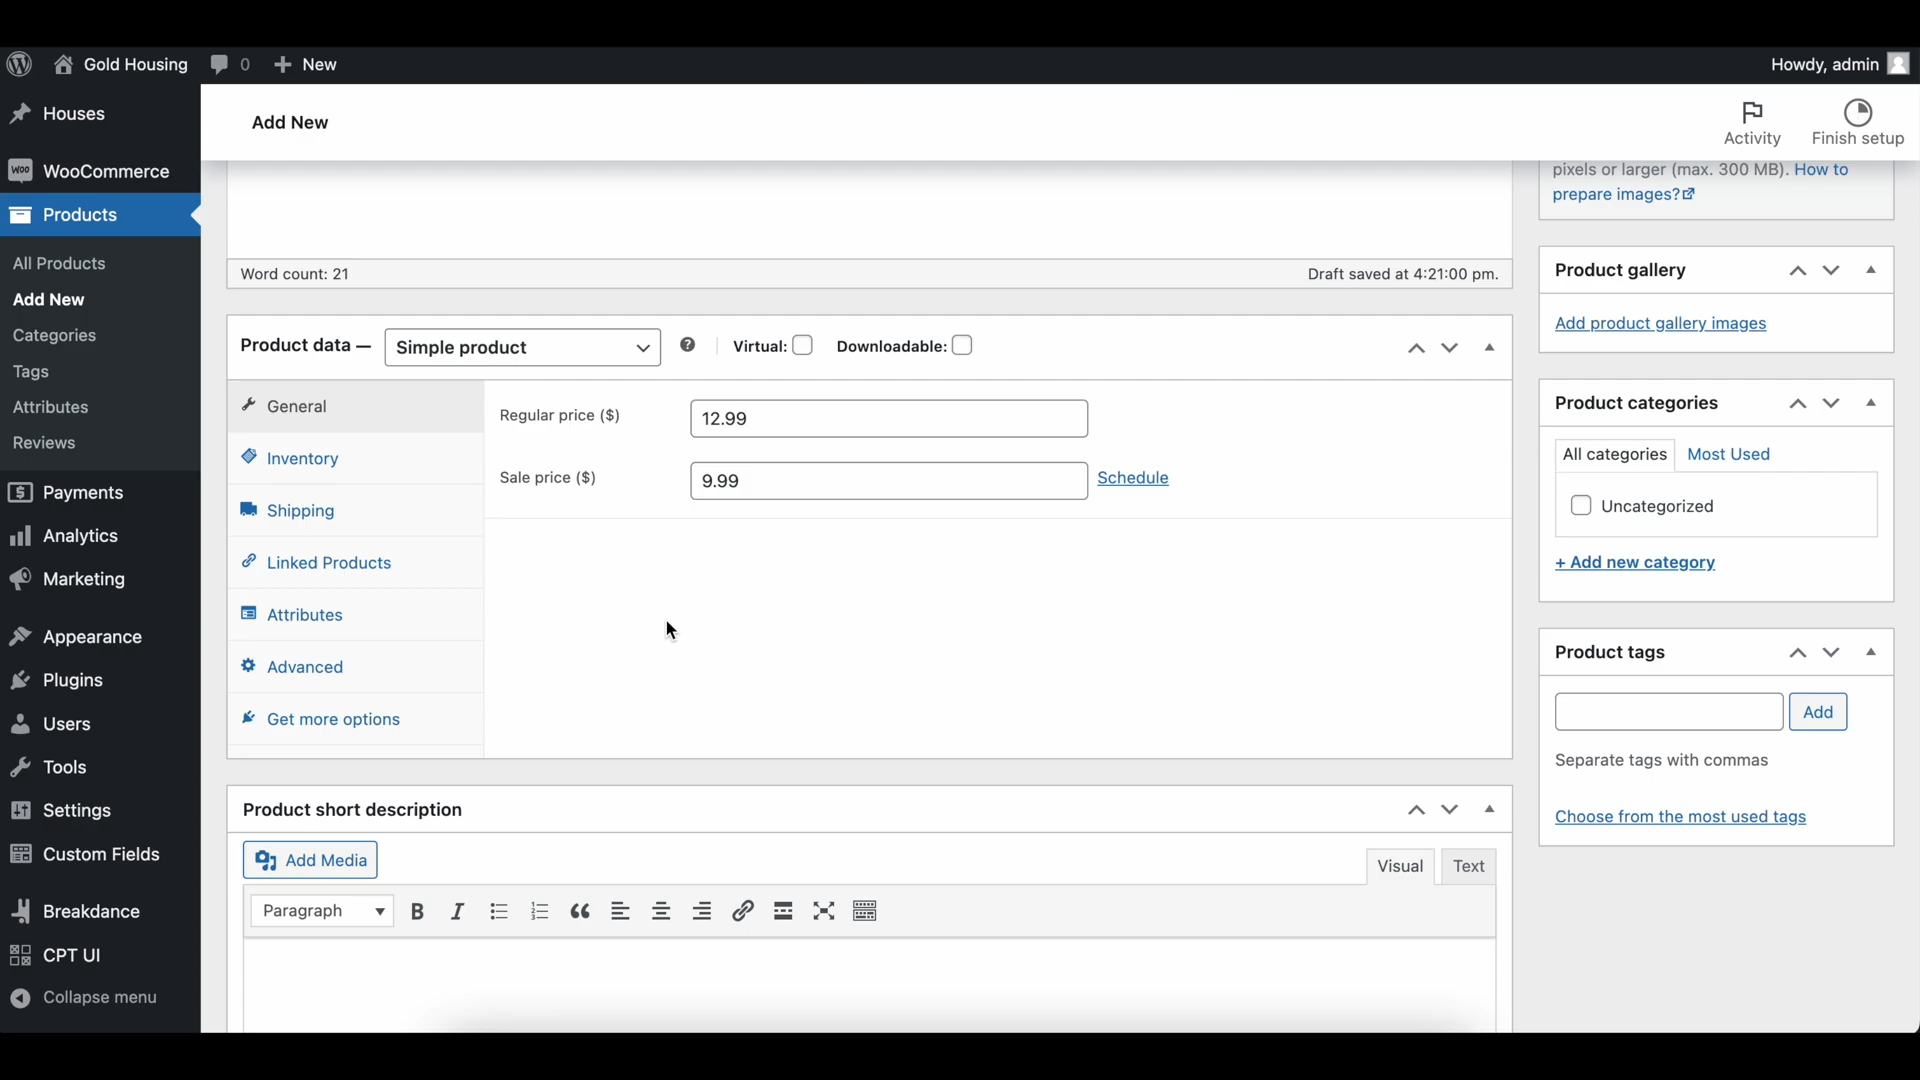 Gold Housing 0 New Howdy, admin
Houses
WooCommerce
Products
All Products
Add New
Categories
Tags
Attributes
Reviews
Payments
Analytics
Marketing
Appearance
Plugins
Users
Tools
Settings
Custom Fields
Breakdance
CPT UI
Collapse menu
Add New
Activity
Finish setup
Word count: 21 Draft saved at 4:21:00 pm.
Product data — Simple product Virtual: Downloadable:
General
Inventory
Shipping
Linked Products
Attributes
Advanced
Get more options
Regular price ($) 12.99
Sale price ($) 9.99 Schedule
Product short description
Add Media
Visual Text
Paragraph
pixels or larger (max. 300 MB). How to
prepare images?
Product gallery
Add product gallery images
Product categories
All categories Most Used
Uncategorized
+ Add new category
Product tags
Add
Separate tags with commas
Choose from the most used tags